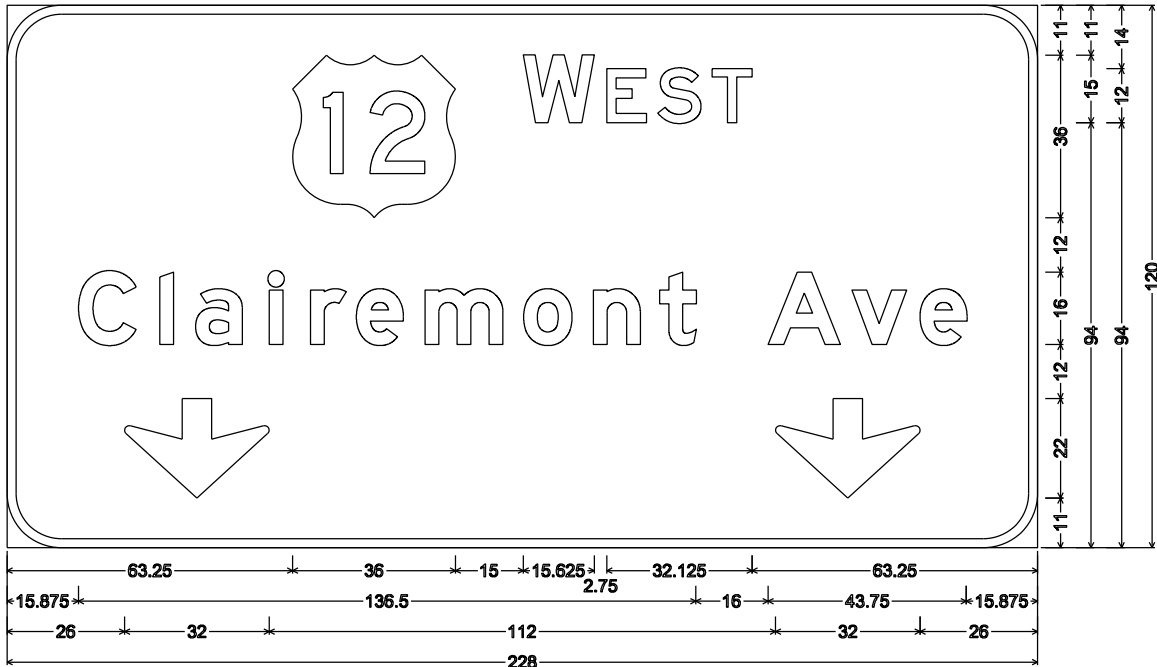 12 WEST
Clairemont Ave
11 36 12 16 12 22 11
11 15 94
14 12 94
120
63.25 36 15 15.625 2.75 32.125 63.25
15.875 136.5 16 43.75 15.875
26 32 112 32 26
228